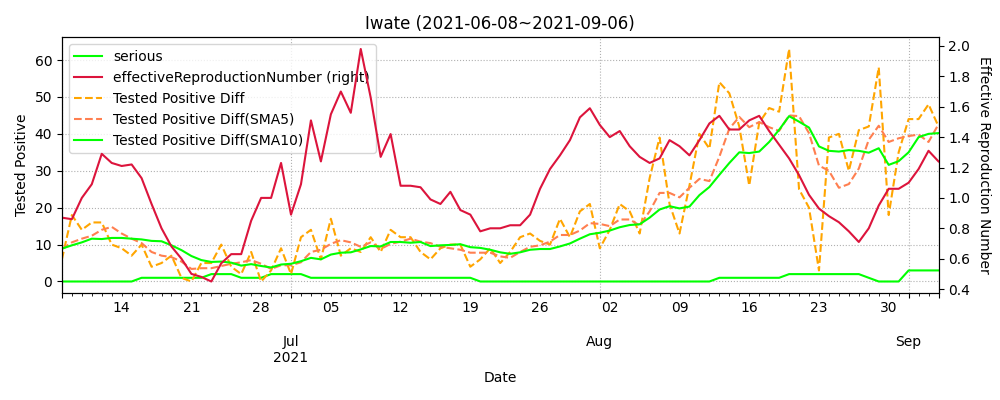 Iwate (2021-06-08~2021-09-06)
serious
effectiveReproductionNumber (right)
Tested Positive Diff
Tested Positive Diff(SMA5)
Tested Positive Diff(SMA10)
Tested Positive
60
50
40
30
20
10
0
2.0
1.8
1.6
1.4
1.2
1.0
0.8
0.6
0.4
Effective Reproduction Number
14 21 28 05 12 19 26 02 09 16 23 30
Jul Aug Sep
2021
Date